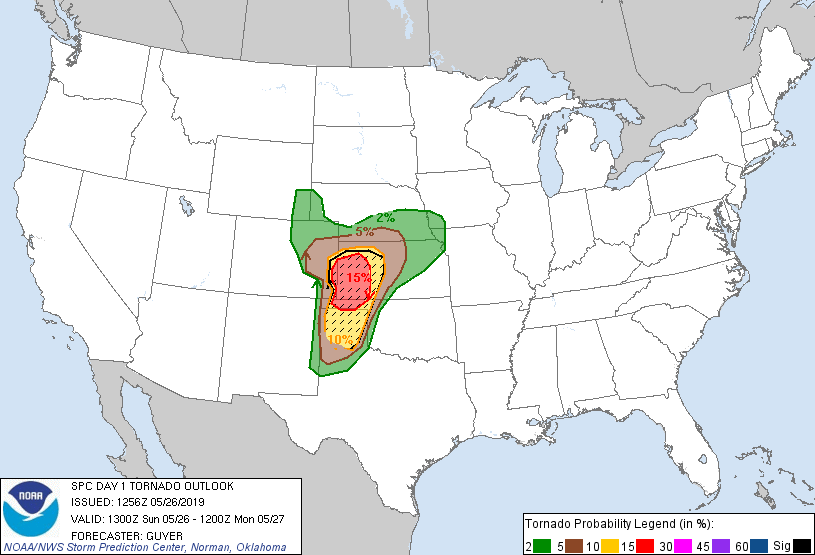 2%
5%
15%
10%
SPC DAY 1 TORNADO OUTLOOK
ISSUED: 1256Z 05/26/2019
VALID: 1300Z Sun 05/26 - 1200Z Mon 05/27
FORECASTER: GUYER
NOAA
NOAA/NWS Storm Prediction Center, Norman, Oklahoma
Tornado Probability Legend (in %):
2 5 10 15 30 45 60 Sig